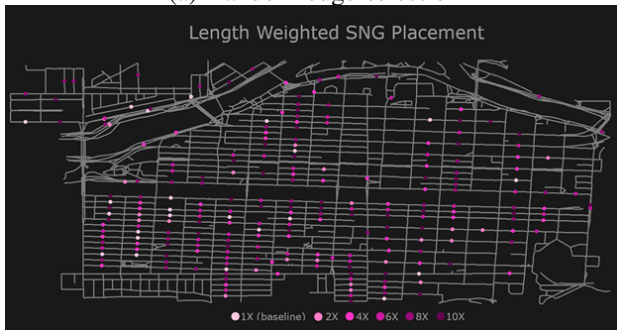 Length Weighted SNG Placement
1X (baseline) 2X 4X 6X 8X 10X